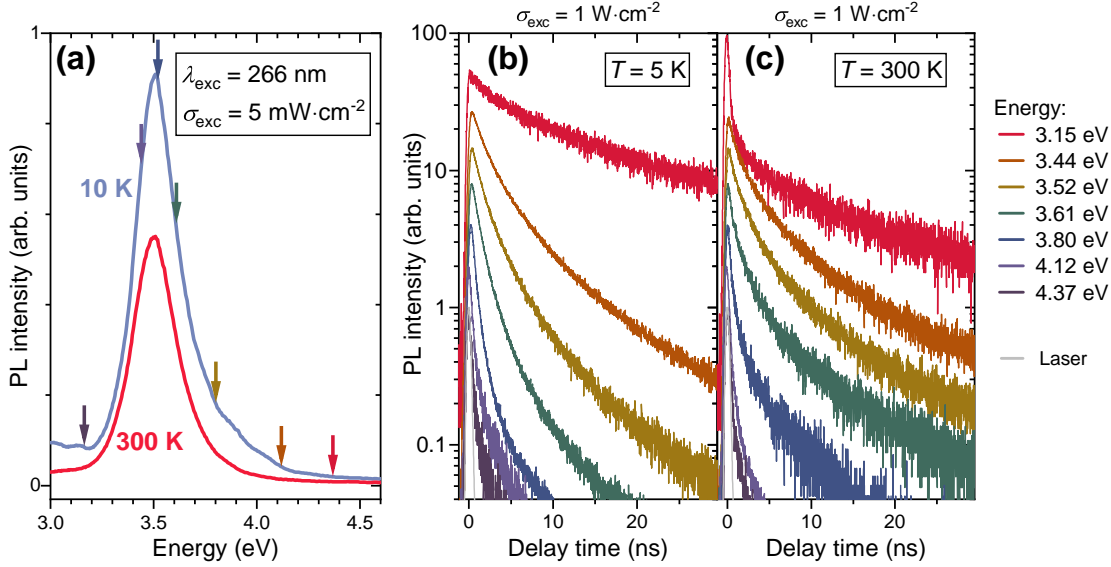 σexc = 1 W·cm-2
σexc = 1 W·cm-2
(a)
λexc = 266 nm
σexc = 5 mW·cm-2
10 K
300 K
PL intensity (arb. units)
1
0
3.0
3.5
4.0
4.5
Energy (eV)
(b)
T = 5 K
PL intensity (arb. units)
100
10
1
0.1
0
10
20
Delay time (ns)
(c)
T = 300 K
0
10
20
Delay time (ns)
Energy:
3.15 eV
3.44 eV
3.52 eV
3.61 eV
3.80 eV
4.12 eV
4.37 eV
Laser